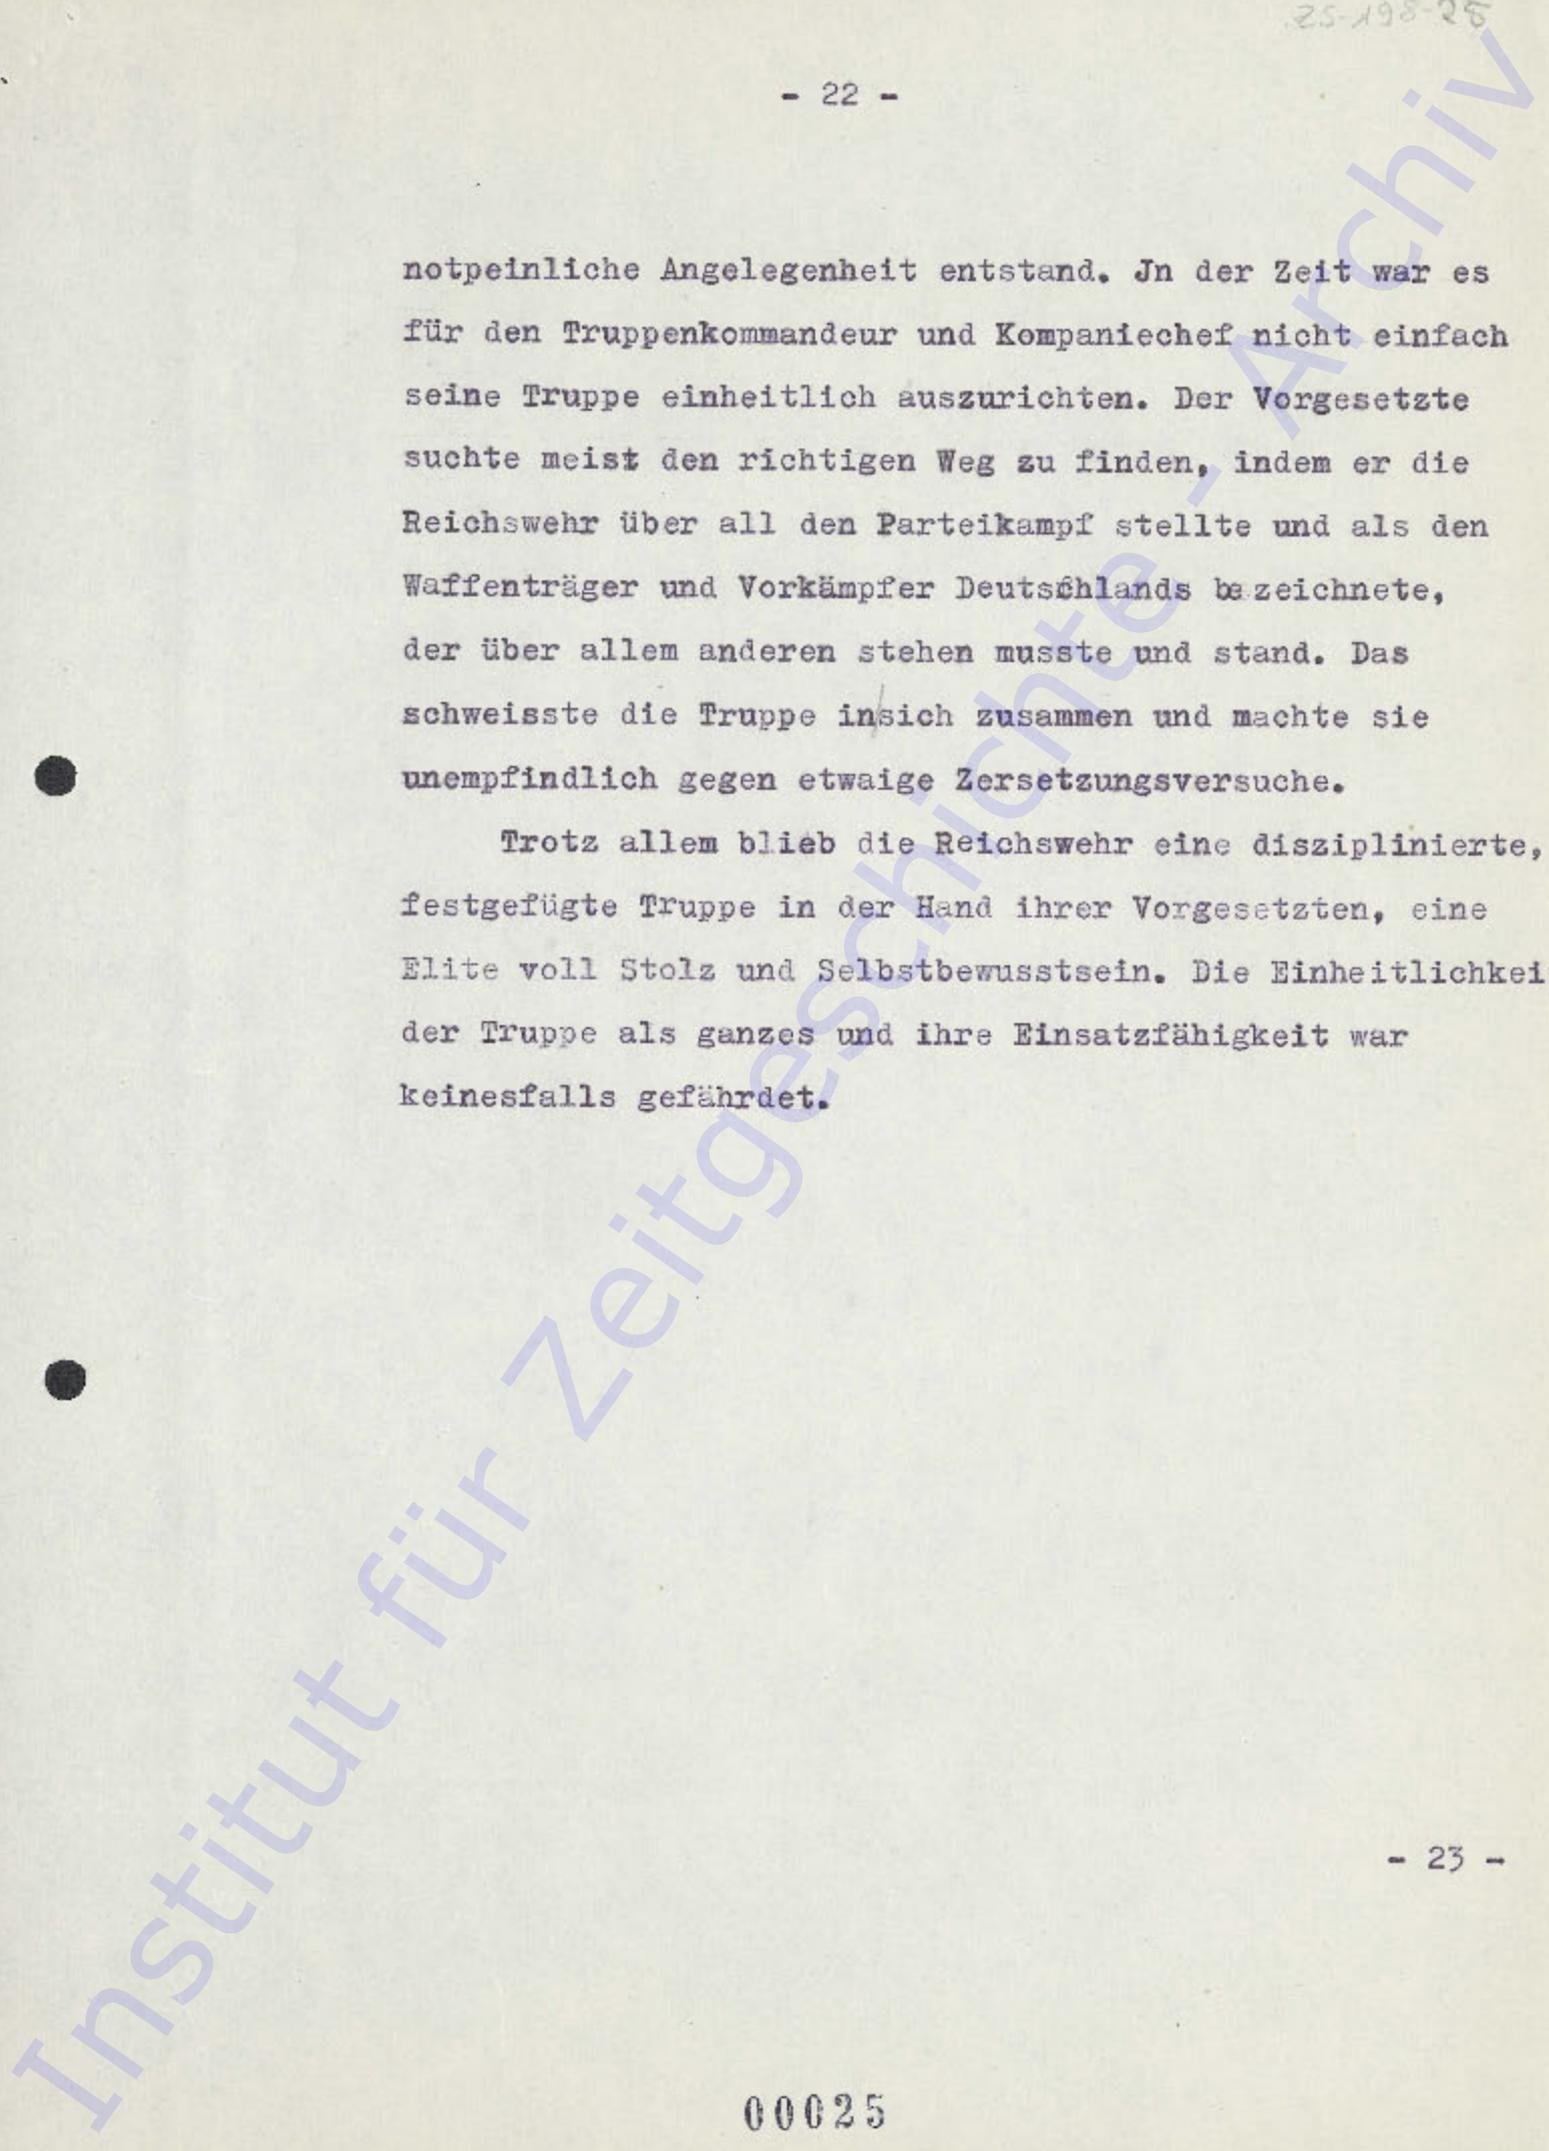 ZS-198-25
- 22 -
notpeinliche Angelegenheit entstand. Jn der Zeit war es
für den Truppenkommandeur und Kompaniechef nicht einfach
seine Truppe einheitlich auszurichten. Der Vorgesetzte
suchte meist den richtigen Weg zu finden, indem er die
Reichswehr über all den Parteikampf stellte und als den
Waffenträger und Vorkämpfer Deutschlands bezeichnete,
der über allem anderen stehen musste und stand. Das
schweisste die Truppe in/sich zusammen und machte sie
unempfindlich gegen etwaige Zersetzungsversuche.
Trotz allem blieb die Reichswehr eine disziplinierte,
festgefügte Truppe in der Hand ihrer Vorgesetzten, eine
Elite voll Stolz und Selbstbewusstsein. Die Einheitlichkei
der Truppe als ganzes und ihre Einsatzfähigkeit war
keinesfalls gefährdet.
- 23 -
00025
Institut für Zeitgeschichte - Archiv